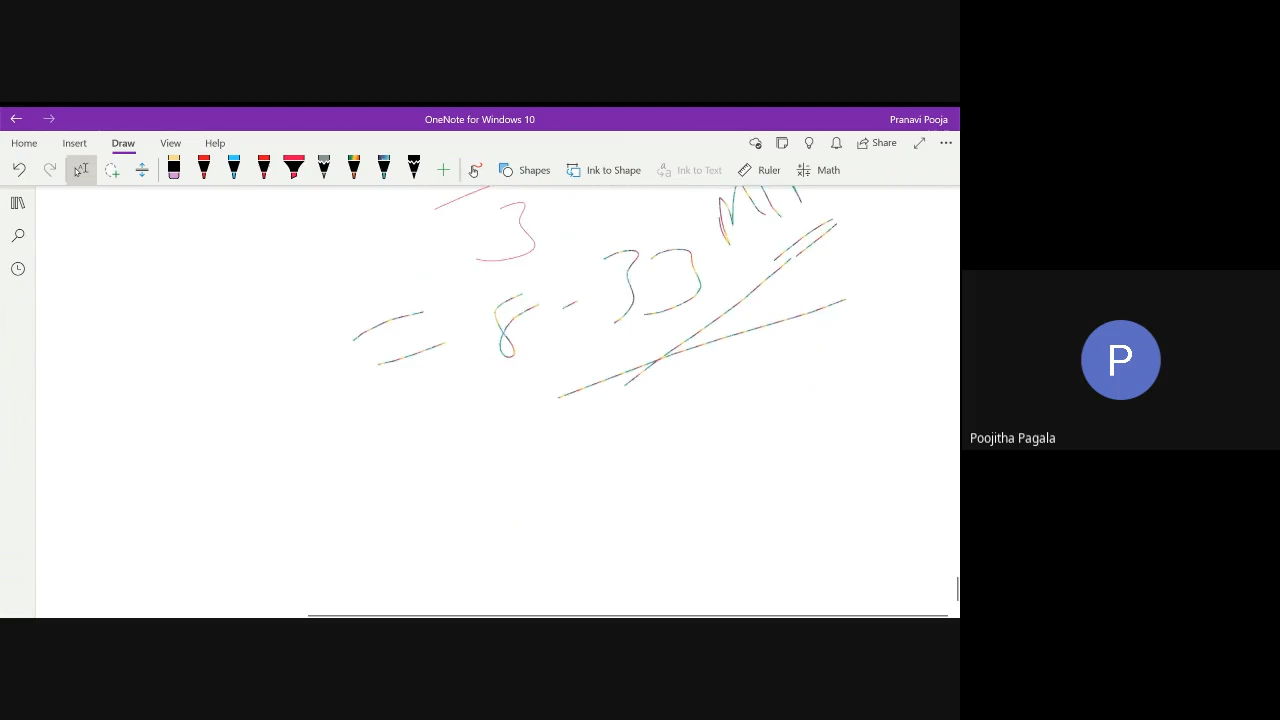 OneNote for Windows 10
Pranavi Pooja
Home Insert Draw View Help
Share
Shapes Ink to Shape Ink to Text Ruler Math
3
= 8.33
P
Poojitha Pagala